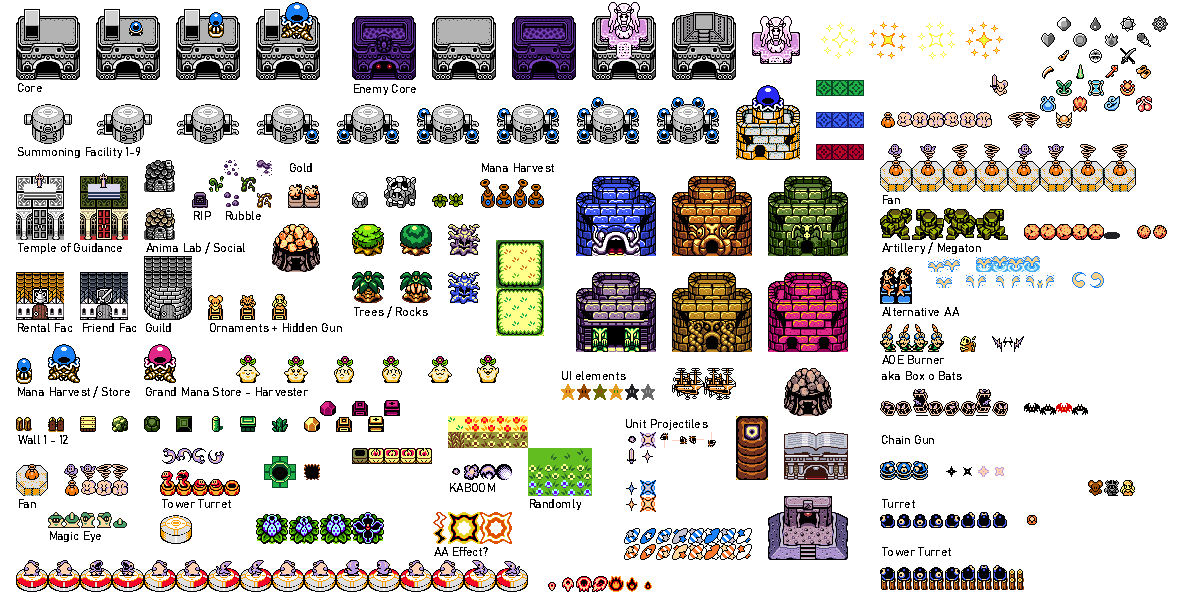 Core
Enemy Core
Summoning Facility 1-9
Gold
Mana Harvest
RIP
Rubble
Fan
Temple of Guidance
Anima Lab / Social
Artillery / Megaton
Trees / Rocks
Alternative AA
Rental Fac
Friend Fac
Guild
Ornaments + Hidden Gun
AOE Burner
aka Box o Bats
UI elements
Mana Harvest / Store
Grand Mana Store - Harvester
Unit Projectiles
Wall 1 - 12
Chain Gun
KABOOM
Randomly
Fan
Tower Turret
Turret
Magic Eye
AA Effect?
Tower Turret